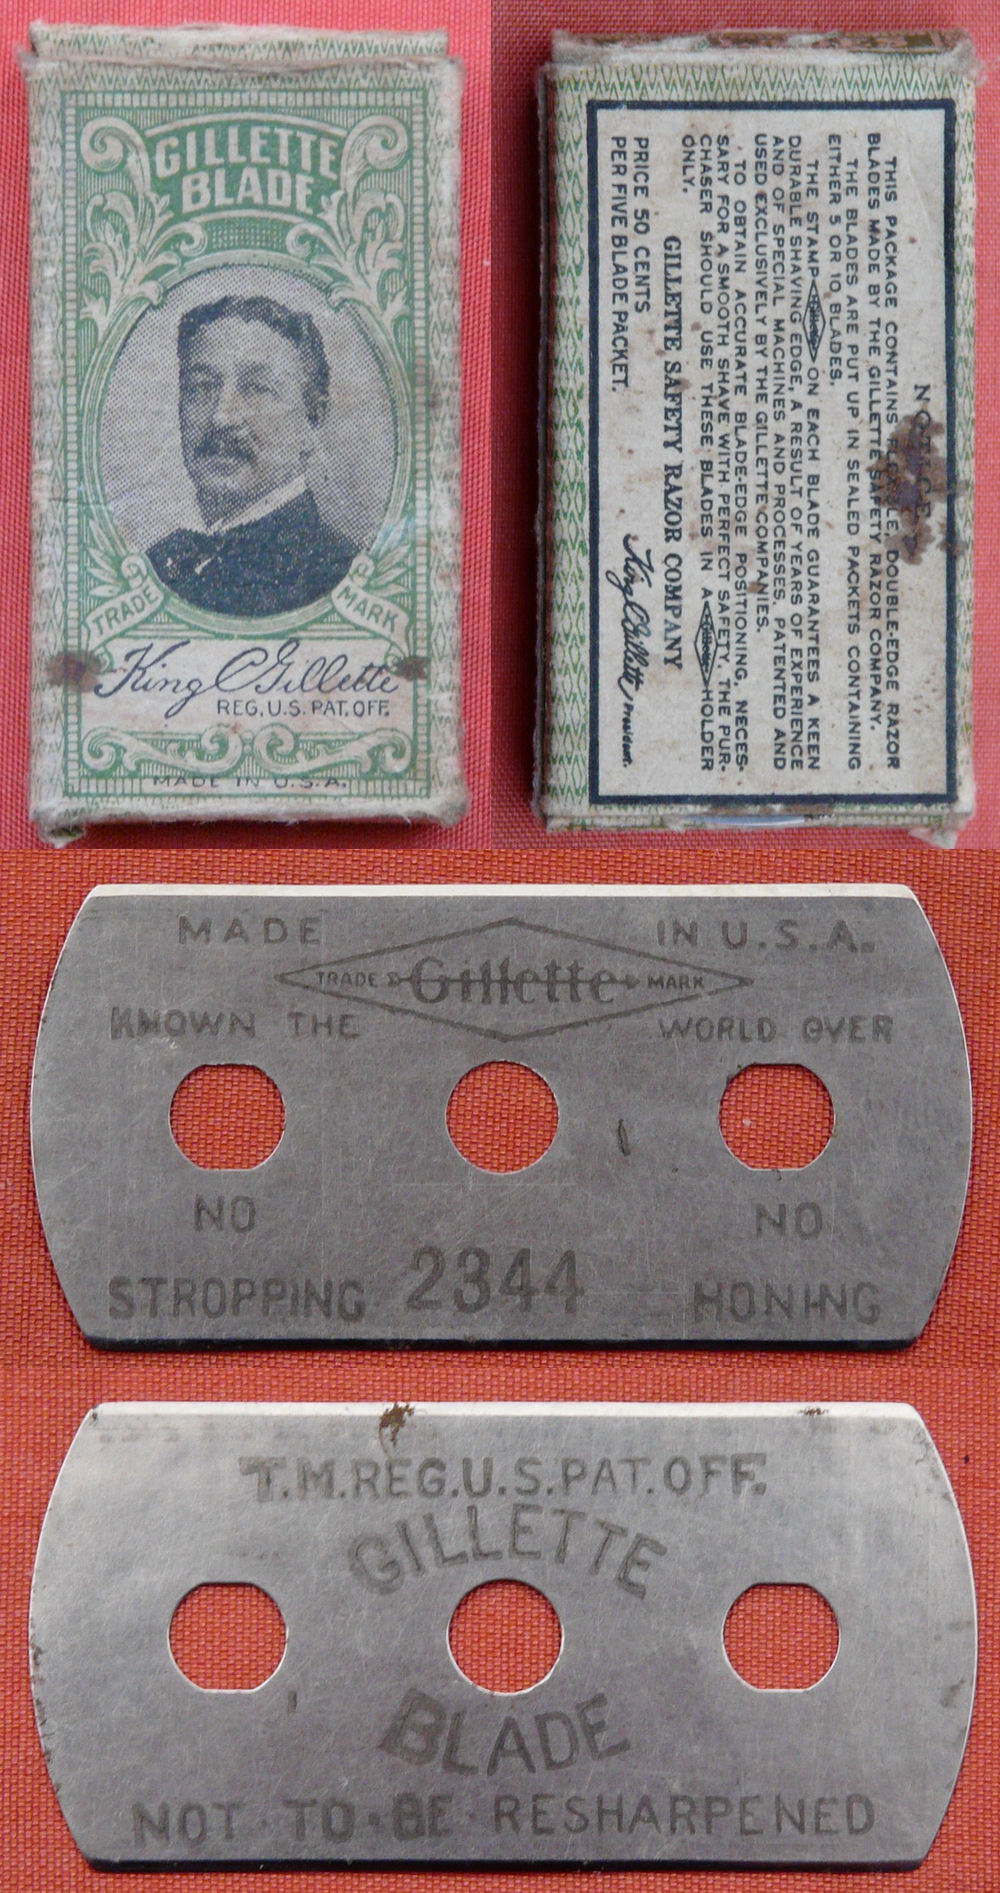 GILLETTE
BLADE
TRADE MARK
King C Gillette
REG. U.S. PAT. OFF.
MADE IN U.S.A.
NOTICE
THIS PACKAGE CONTAINS FLEXIBLE, DOUBLE-EDGE RAZOR
BLADES MADE BY THE GILLETTE SAFETY RAZOR COMPANY.
THE BLADES ARE PUT UP IN SEALED PACKETS CONTAINING
EITHER 5 OR 10 BLADES.
THE STAMP Gillette ON EACH BLADE GUARANTEES A KEEN
DURABLE SHAVING EDGE, A RESULT OF YEARS OF EXPERIENCE
AND OF SPECIAL MACHINES AND PROCESSES, PATENTED AND
USED EXCLUSIVELY BY THE GILLETTE COMPANIES.
TO OBTAIN ACCURATE BLADE-EDGE POSITIONING, NECES-
SARY FOR A SMOOTH SHAVE WITH PERFECT SAFETY, THE PUR-
CHASER SHOULD USE THESE BLADES IN A Gillette HOLDER
ONLY.
GILLETTE SAFETY RAZOR COMPANY
PRICE 50 CENTS
PER FIVE BLADE PACKET.
King C Gillette President.
MADE IN U.S.A.
TRADE Gillette MARK
KNOWN THE WORLD OVER
NO NO
STROPPING 2344 HONING
T.M.REG.U.S.PAT.OFF.
GILLETTE
BLADE
NOT·TO·BE·RESHARPENED